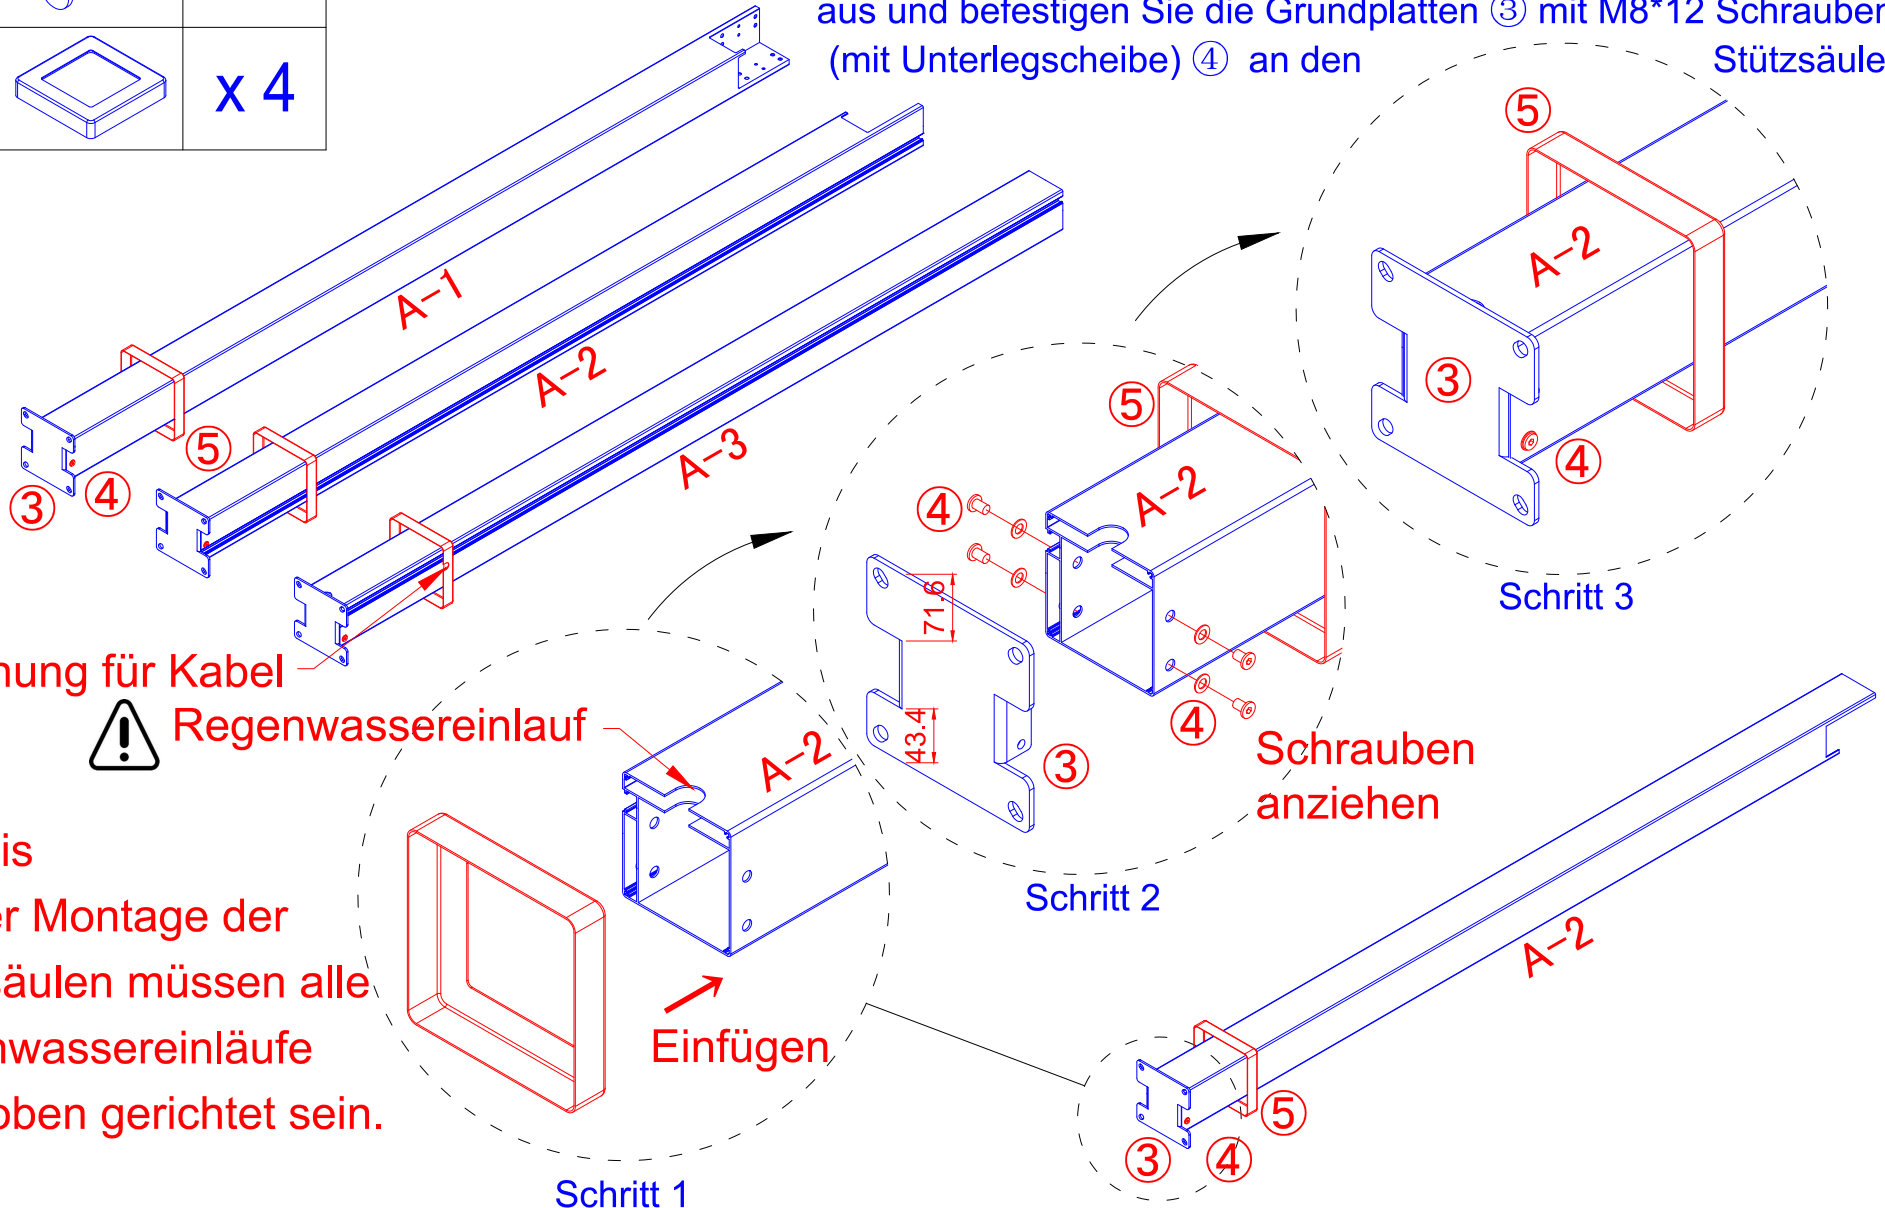 aus und befestigen Sie die Grundplatten ③ mit M8*12 Schrauben
(mit Unterlegscheibe) ④ an den Stützsäule
x 4
A-1
A-2
A-3
③ ④
⑤
⑤
A-2
③
④
Schritt 3
⑤
A-2
④
71.6
43.4
③
④
Schrauben
anziehen
Schritt 2
nung für Kabel
Regenwassereinlauf
A-2
Einfügen
Schritt 1
is
er Montage der
säulen müssen alle
nwassereinläufe
oben gerichtet sein.
A-2
⑤
③ ④